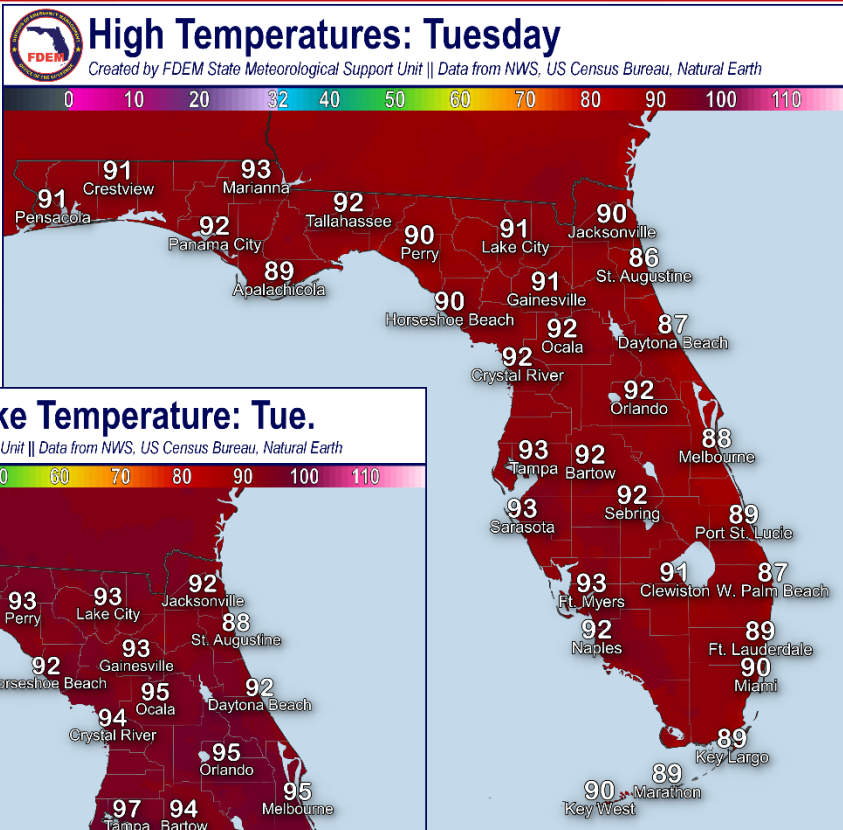 FDEM
High Temperatures: Tuesday
Created by FDEM State Meteorological Support Unit || Data from NWS, US Census Bureau, Natural Earth
0 10 20 32 40 50 60 70 80 90 100 110
91
Crestview
93
Marianna
91
Pensacola
92
Panama City
92
Tallahassee
89
Apalachicola
90
Perry
91
Lake City
90
Jacksonville
86
St. Augustine
91
Gainesville
90
Horseshoe Beach
92
Ocala
87
Daytona Beach
92
Crystal River
92
Orlando
88
Melbourne
93
Tampa
92
Bartow
92
Sebring
93
Sarasota
89
Port St. Lucie
93
Ft. Myers
91
Clewiston
87
W. Palm Beach
92
Naples
89
Ft. Lauderdale
90
Miami
89
Key Largo
89
Marathon
90
Key West
ke Temperature: Tue.
Unit || Data from NWS, US Census Bureau, Natural Earth
0 60 70 80 90 100 110
93
Perry
93
Lake City
92
Jacksonville
88
St. Augustine
93
Gainesville
92
orseshoe Beach
95
Ocala
92
Daytona Beach
94
Crystal River
95
Orlando
95
Melbourne
97
Tampa
94
Bartow